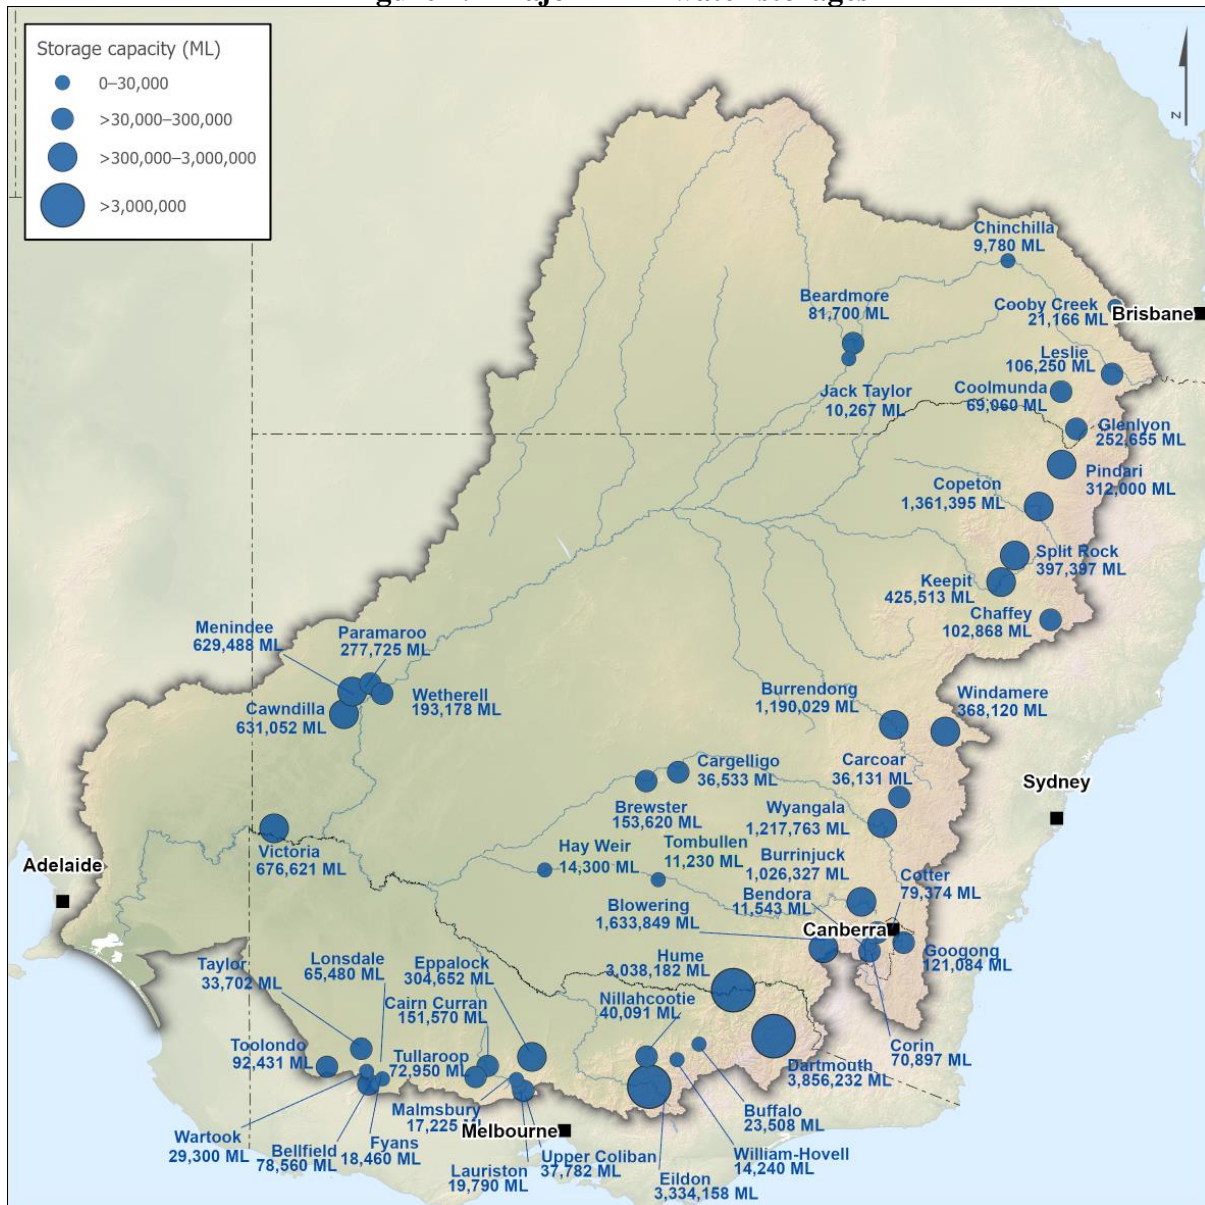 Storage capacity (ML)
0–30,000
>30,000–300,000
>300,000–3,000,000
>3,000,000
N
Chinchilla
9,780 ML
Beardmore
81,700 ML
Cooby Creek
21,166 ML
Brisbane
Leslie
106,250 ML
Jack Taylor
10,267 ML
Coolmunda
69,060 ML
Glenlyon
252,655 ML
Pindari
312,000 ML
Copeton
1,361,395 ML
Split Rock
397,397 ML
Keepit
425,513 ML
Chaffey
102,868 ML
Menindee
629,488 ML
Paramaroo
277,725 ML
Wetherell
193,178 ML
Cawndilla
631,052 ML
Burrendong
1,190,029 ML
Windamere
368,120 ML
Cargelligo
36,533 ML
Carcoar
36,131 ML
Sydney
Brewster
153,620 ML
Wyangala
1,217,763 ML
Victoria
676,621 ML
Adelaide
Hay Weir
14,300 ML
Tombullen
11,230 ML
Burrinjuck
1,026,327 ML
Cotter
79,374 ML
Bendora
11,543 ML
Blowering
1,633,849 ML
Canberra
Googong
121,084 ML
Hume
3,038,182 ML
Taylor
33,702 ML
Lonsdale
65,480 ML
Eppalock
304,652 ML
Cairn Curran
151,570 ML
Nillahcootie
40,091 ML
Toolondo
92,431 ML
Tullaroop
72,950 ML
Corin
70,897 ML
Dartmouth
3,856,232 ML
Malmsbury
17,225 ML
Melbourne
Buffalo
23,508 ML
Wartook
29,300 ML
Bellfield
78,560 ML
Fyans
18,460 ML
Lauriston
19,790 ML
Upper Coliban
37,782 ML
William-Hovell
14,240 ML
Eildon
3,334,158 ML